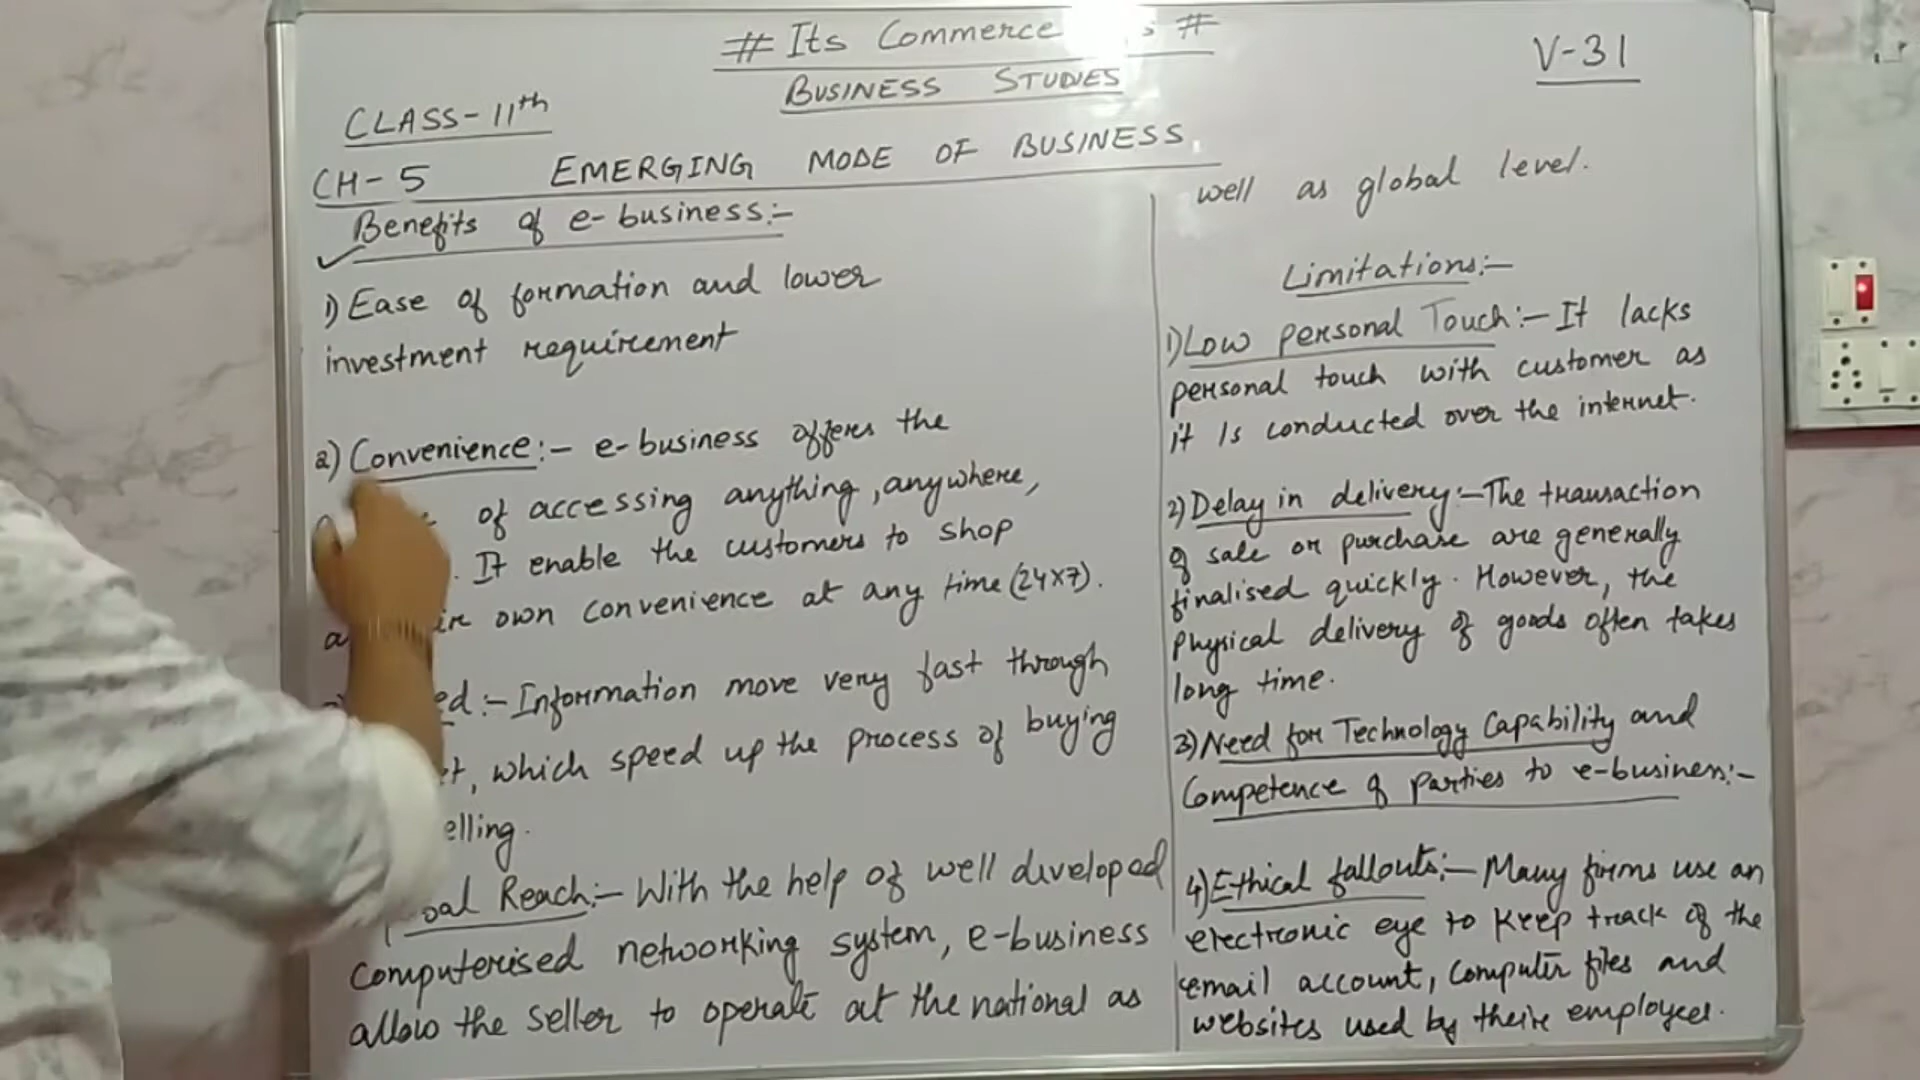 # Its Commerce s #
BUSINESS STUDIES
V-31
CLASS-11th
CH-5 EMERGING MODE OF BUSINESS
Benefits of e-business:-
1) Ease of formation and lower
investment requirement
2) Convenience:- e-business offers the
of accessing anything, anywhere,
. It enable the customers to shop
own convenience at any time (24x7).
:- Information move very fast through
, which speed up the process of buying
elling.
Reach:- With the help of well developed
computerised networking system, e-business
allow the seller to operate at the national as
well as global level.
Limitations:-
1) Low personal Touch:- It lacks
personal touch with customer as
it is conducted over the internet.
2) Delay in delivery:- The transaction
of sale or purchase are generally
finalised quickly. However, the
Physical delivery of goods often takes
long time.
3) Need for Technology Capability and
Competence of parties to e-business:-
4) Ethical fallouts:- Many firms use an
electronic eye to keep track of the
email account, Computer files and
websites used by their employees.